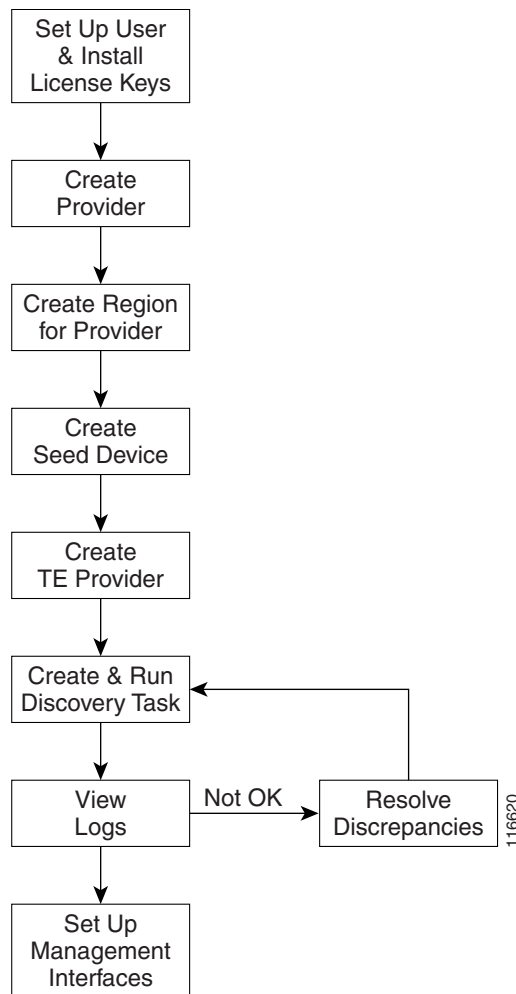 Set Up User
& Install
License Keys
Create
Provider
Create Region
for Provider
Create
Seed Device
Create
TE Provider
Create & Run
Discovery Task
View
Logs
Not OK
Resolve
Discrepancies
116620
Set Up
Management
Interfaces